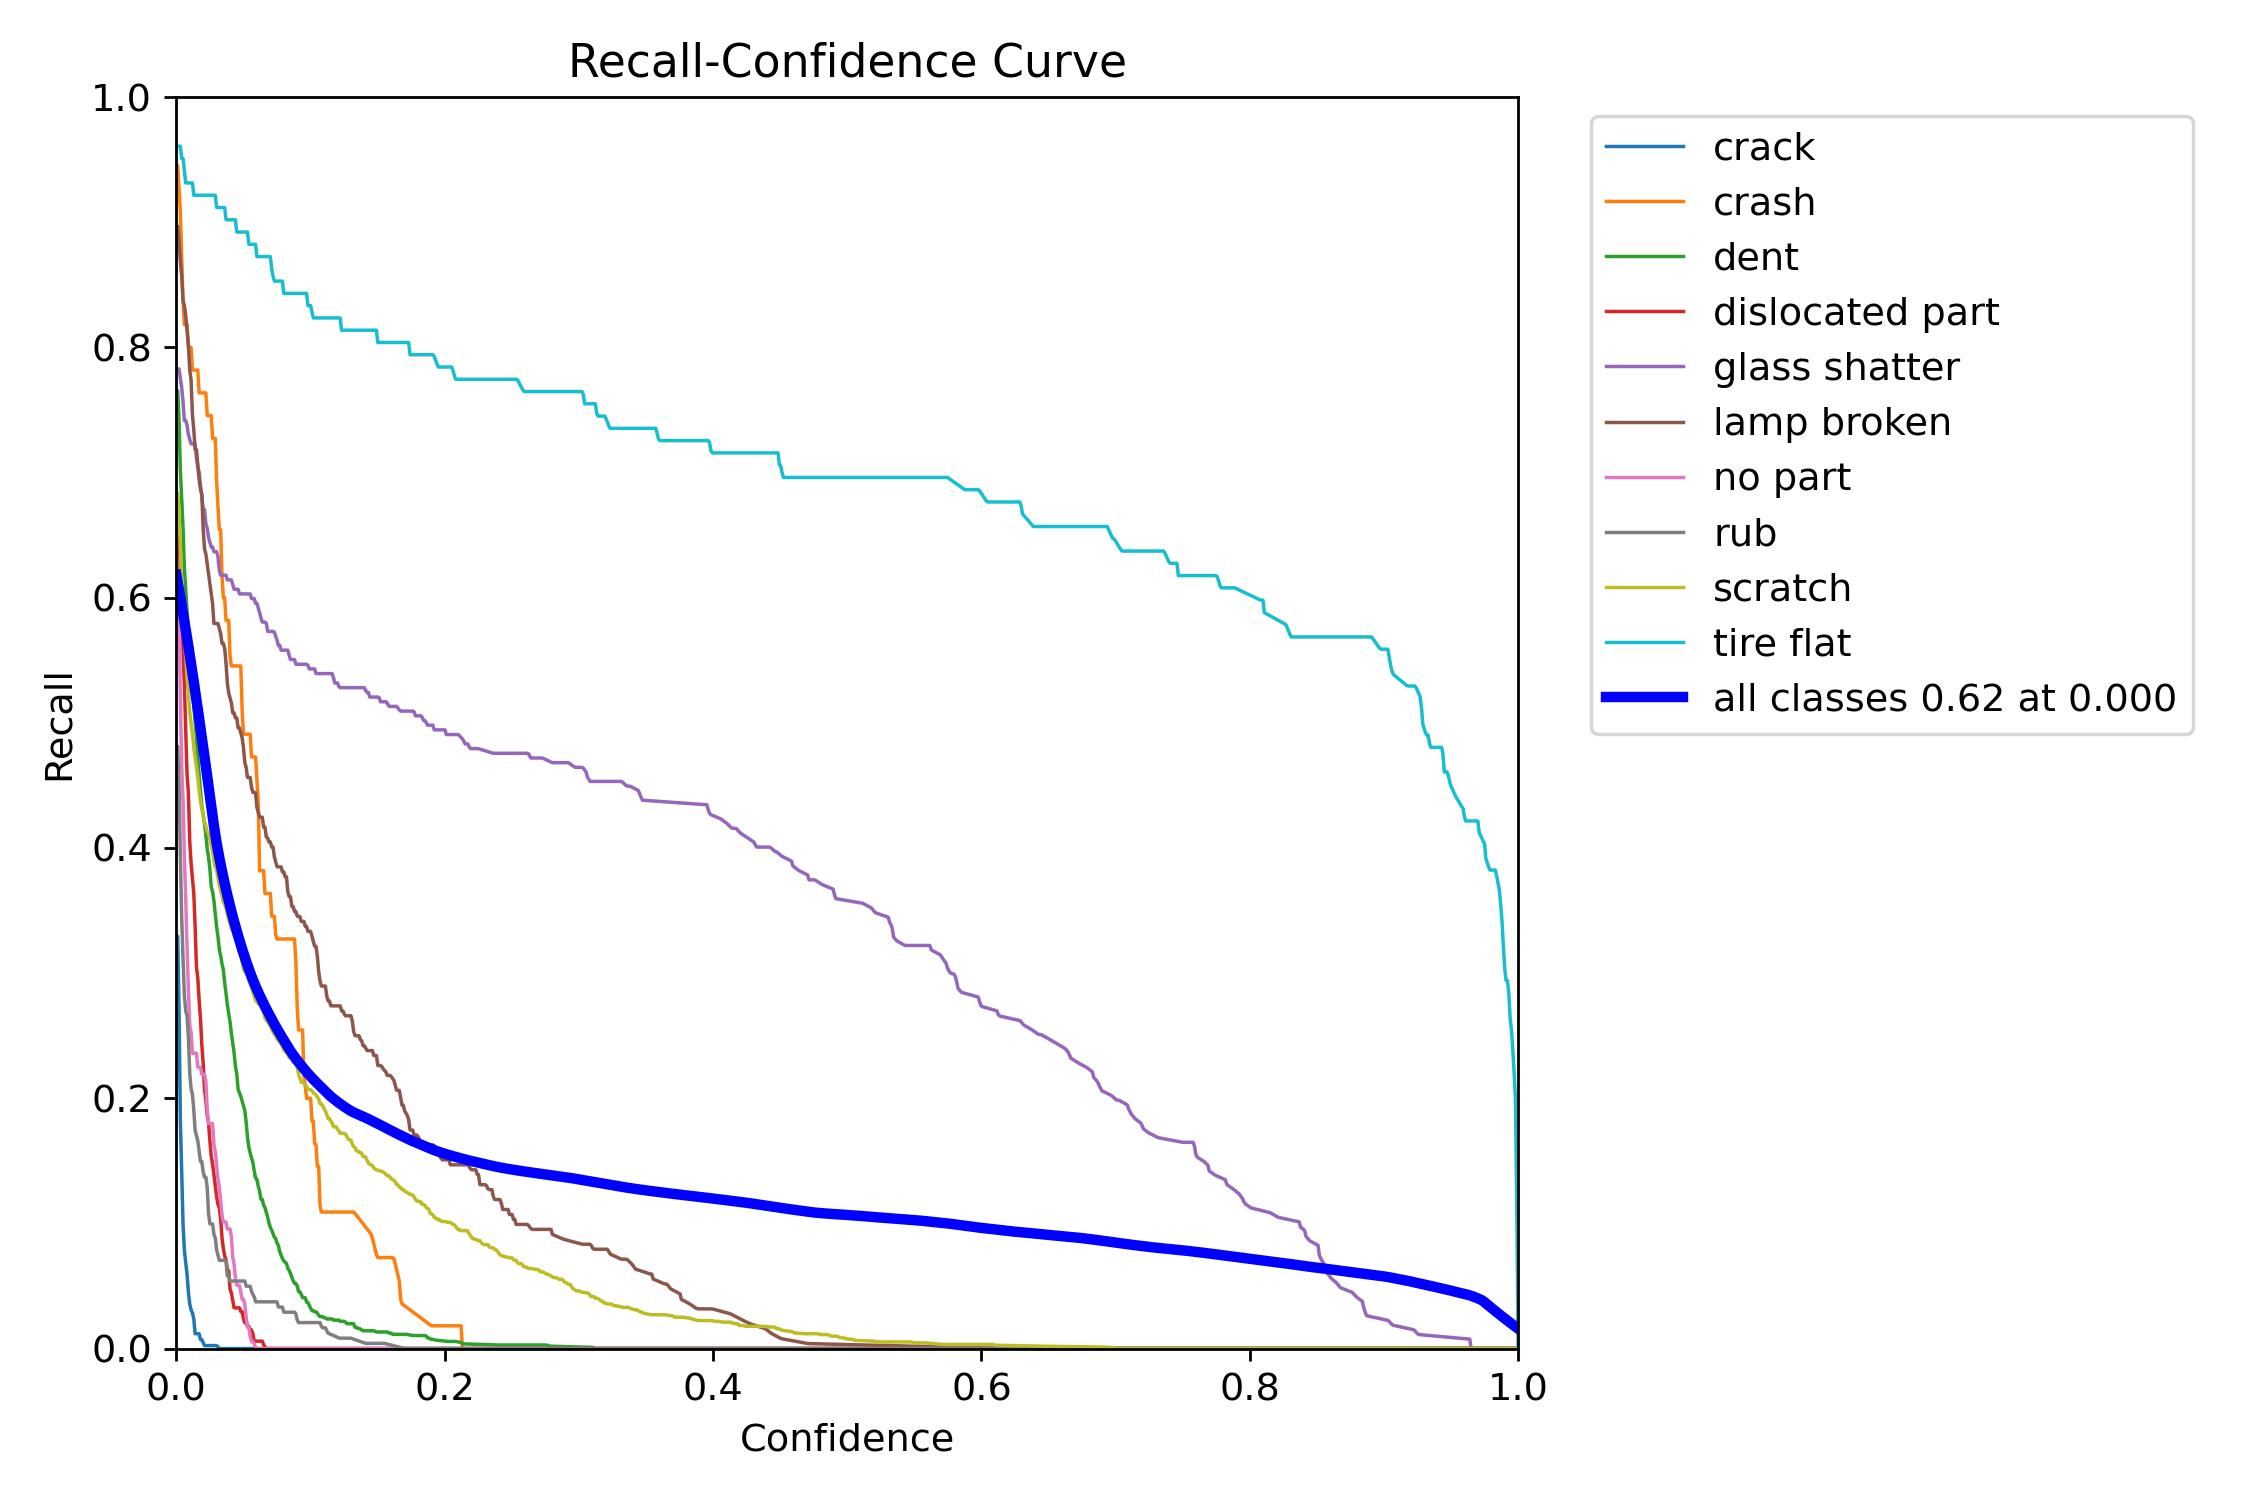 Recall-Confidence Curve
1.0
0.8
0.6
0.4
0.2
0.0
Recall
0.0 0.2 0.4 0.6 0.8 1.0
Confidence
crack
crash
dent
dislocated part
glass shatter
lamp broken
no part
rub
scratch
tire flat
all classes 0.62 at 0.000